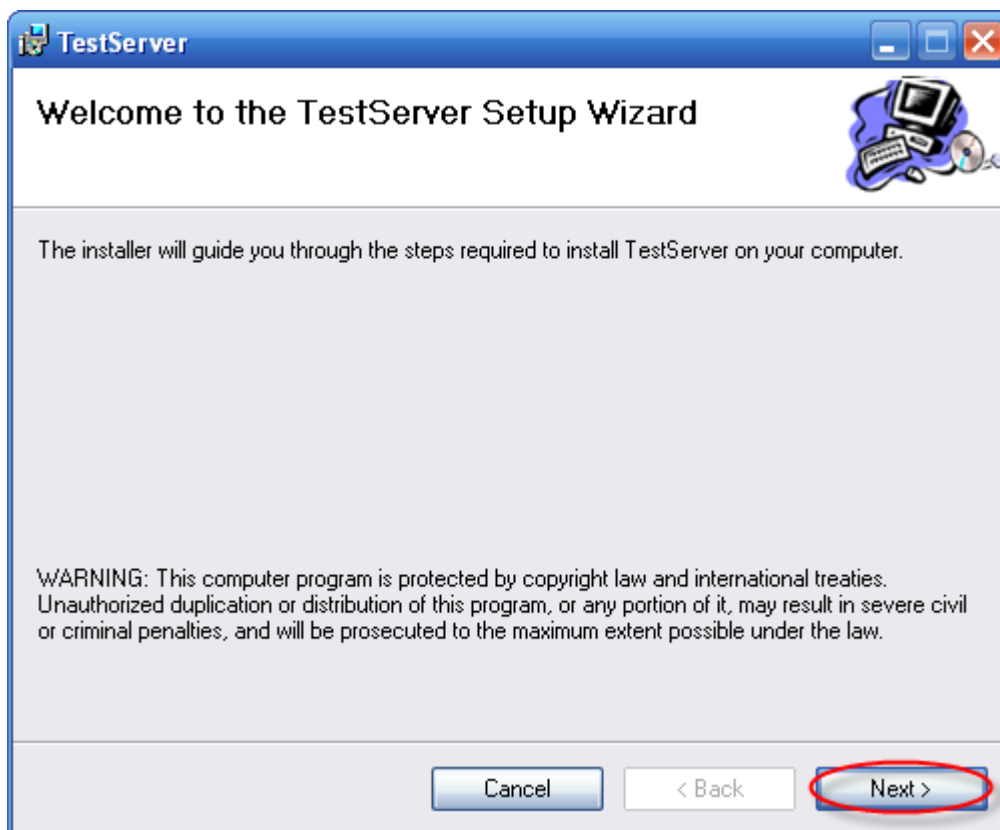 TestServer
Welcome to the TestServer Setup Wizard
The installer will guide you through the steps required to install TestServer on your computer.
WARNING: This computer program is protected by copyright law and international treaties.
Unauthorized duplication or distribution of this program, or any portion of it, may result in severe civil
or criminal penalties, and will be prosecuted to the maximum extent possible under the law.
Cancel
< Back
Next >